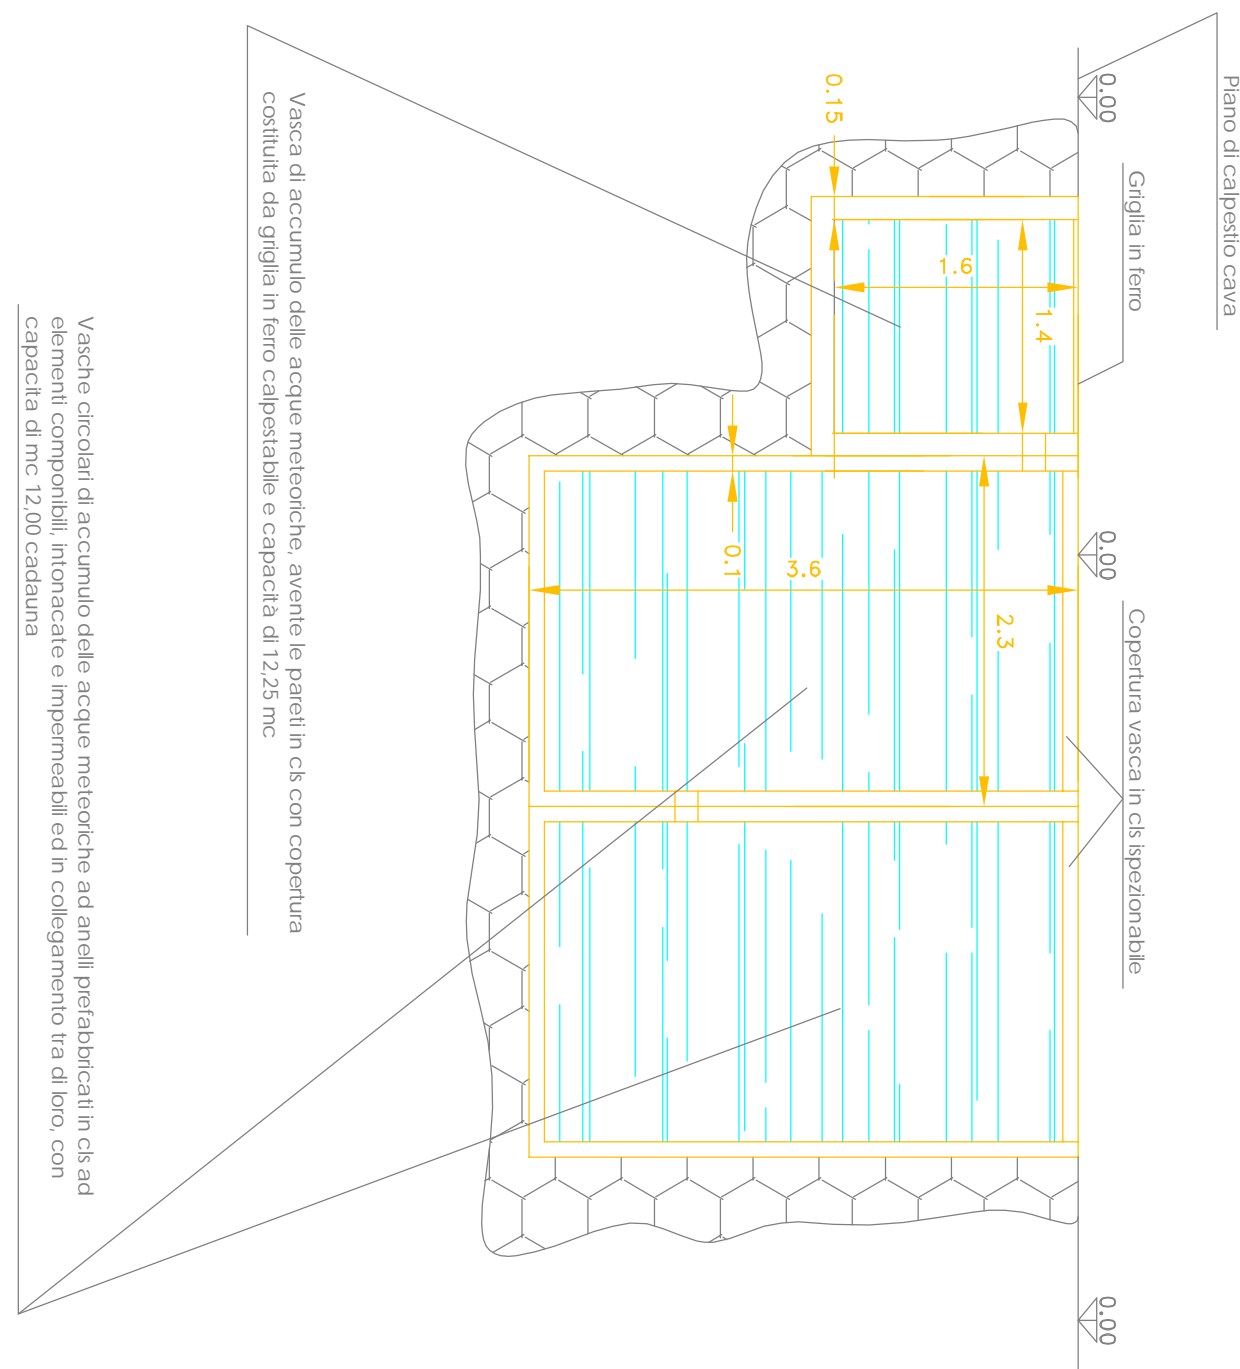 Piano di calpestio cava
0.00
Griglia in ferro
0.00
Copertura vasca in cls ispezionabile
0.00
0.15
1.6
1.4
0.1
3.6
2.3
Vasca di accumulo delle acque meteoriche, avente le pareti in cls con copertura
costituita da griglia in ferro calpestabile e capacità di 12,25 mc
Vasche circolari di accumulo delle acque meteoriche ad anelli prefabbricati in cls ad
elementi componibili, intonacate e impermeabili ed in collegamento tra di loro, con
capacita di mc 12,00 cadauna